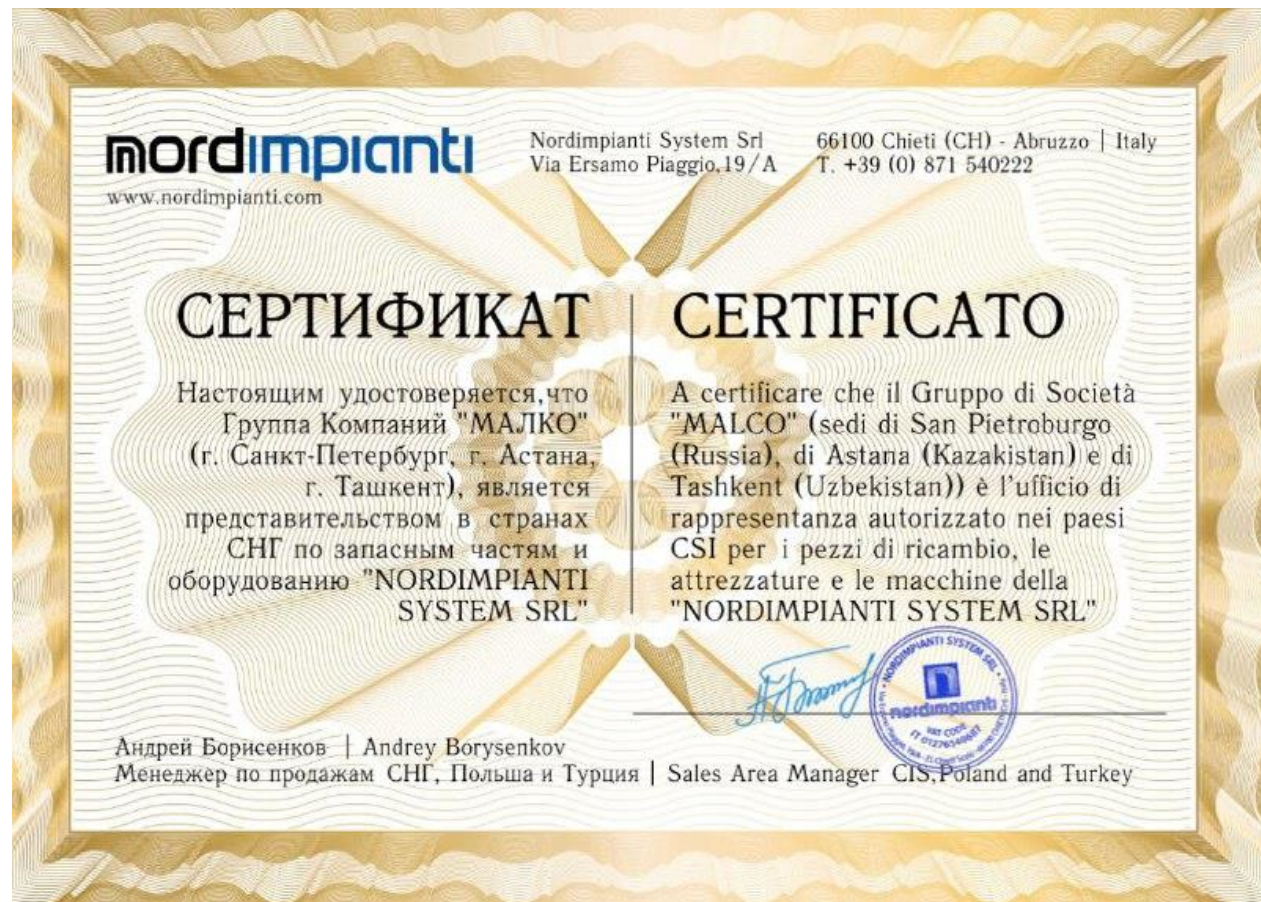 nordimpianti
www.nordimpianti.com
Nordimpianti System Srl
Via Ersamo Piaggio,19/A
66100 Chieti (CH) - Abruzzo | Italy
T. +39 (0) 871 540222
СЕРТИФИКАТ
Настоящим удостоверяется,что
Группа Компаний "МАЛКО"
(г. Санкт-Петербург, г. Астана,
г. Ташкент), является
представительством в странах
СНГ по запасным частям и
оборудованию "NORDIMPIANTI
SYSTEM SRL"
CERTIFICATO
A certificare che il Gruppo di Società
"MALCO" (sedi di San Pietroburgo
(Russia), di Astana (Kazakistan) e di
Tashkent (Uzbekistan)) è l'ufficio di
rappresentanza autorizzato nei paesi
CSI per i pezzi di ricambio, le
attrezzature e le macchine della
"NORDIMPIANTI SYSTEM SRL"
NORDIMPIANTI SYSTEM SRL
nordimpianti
VAT CODE
Андрей Борисенков | Andrey Borysenkov
Менеджер по продажам СНГ, Польша и Турция | Sales Area Manager CIS,Poland and Turkey